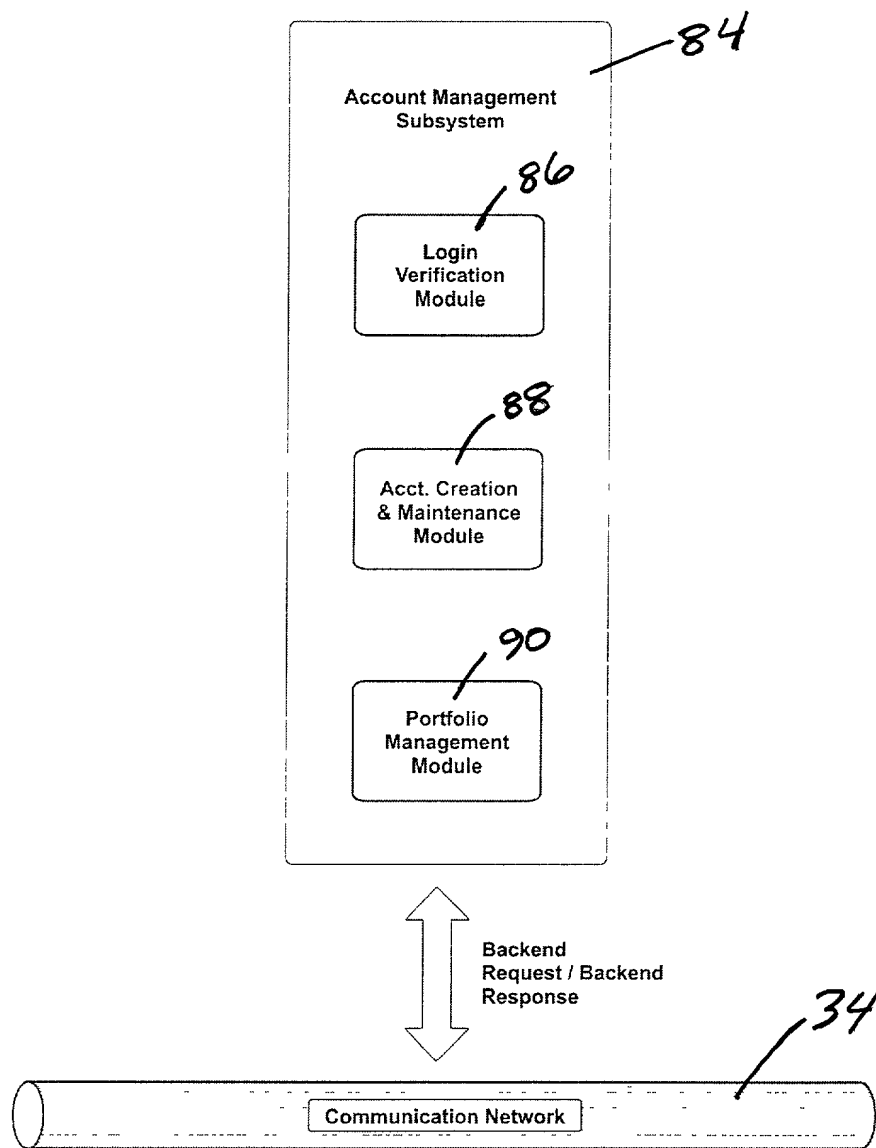 84
Account Management
Subsystem
86
Login
Verification
Module
88
Acct. Creation
& Maintenance
Module
90
Portfolio
Management
Module
Backend
Request / Backend
Response
34
Communication Network